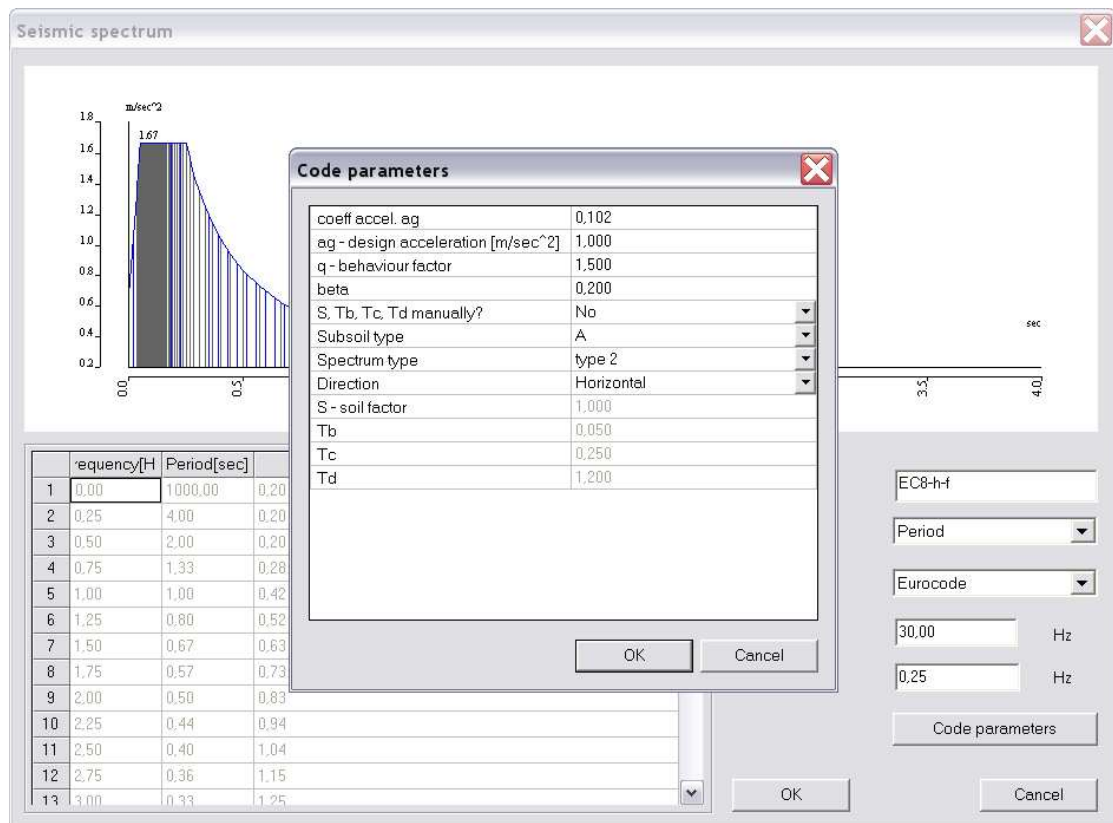 Seismic spectrum
m/sec^2
1.8
1.67
1.6
1.4
1.2
1.0
0.8
0.6
0.4
0.2
sec
0.0
0.5
3.5
4.0
Code parameters
coeff accel. ag 0,102
ag - design acceleration [m/sec^2] 1,000
q - behaviour factor 1,500
beta 0,200
S, Tb, Tc, Td manually? No
Subsoil type A
Spectrum type type 2
Direction Horizontal
S - soil factor 1,000
Tb 0,050
Tc 0,250
Td 1,200
OK Cancel
requency[H Period[sec]
1 0,00 1000,00 0,20
2 0,25 4,00 0,20
3 0,50 2,00 0,20
4 0,75 1,33 0,28
5 1,00 1,00 0,42
6 1,25 0,80 0,52
7 1,50 0,67 0,63
8 1,75 0,57 0,73
9 2,00 0,50 0,83
10 2,25 0,44 0,94
11 2,50 0,40 1,04
12 2,75 0,36 1,15
13 3,00 0,33 1,25
EC8-h-f
Period
Eurocode
30,00 Hz
0,25 Hz
Code parameters
OK Cancel